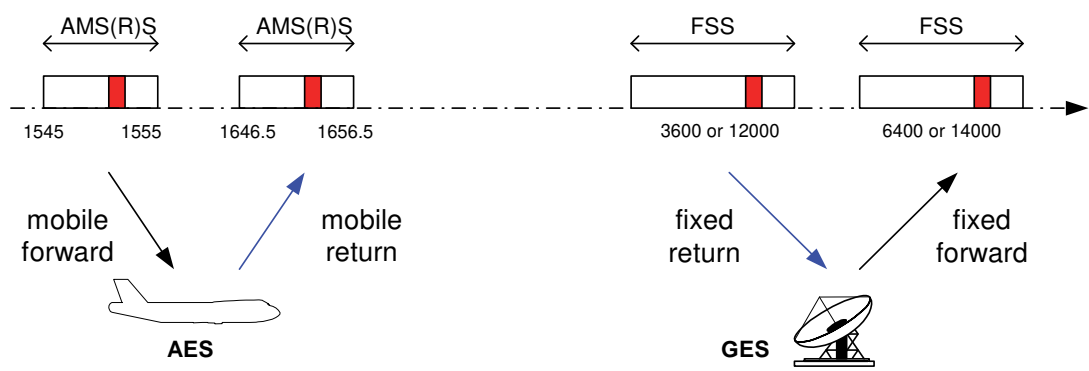 AMS(R)S
AMS(R)S
FSS
FSS
1545
1555
1646.5
1656.5
3600 or 12000
6400 or 14000
mobile
forward
mobile
return
fixed
return
fixed
forward
AES
GES